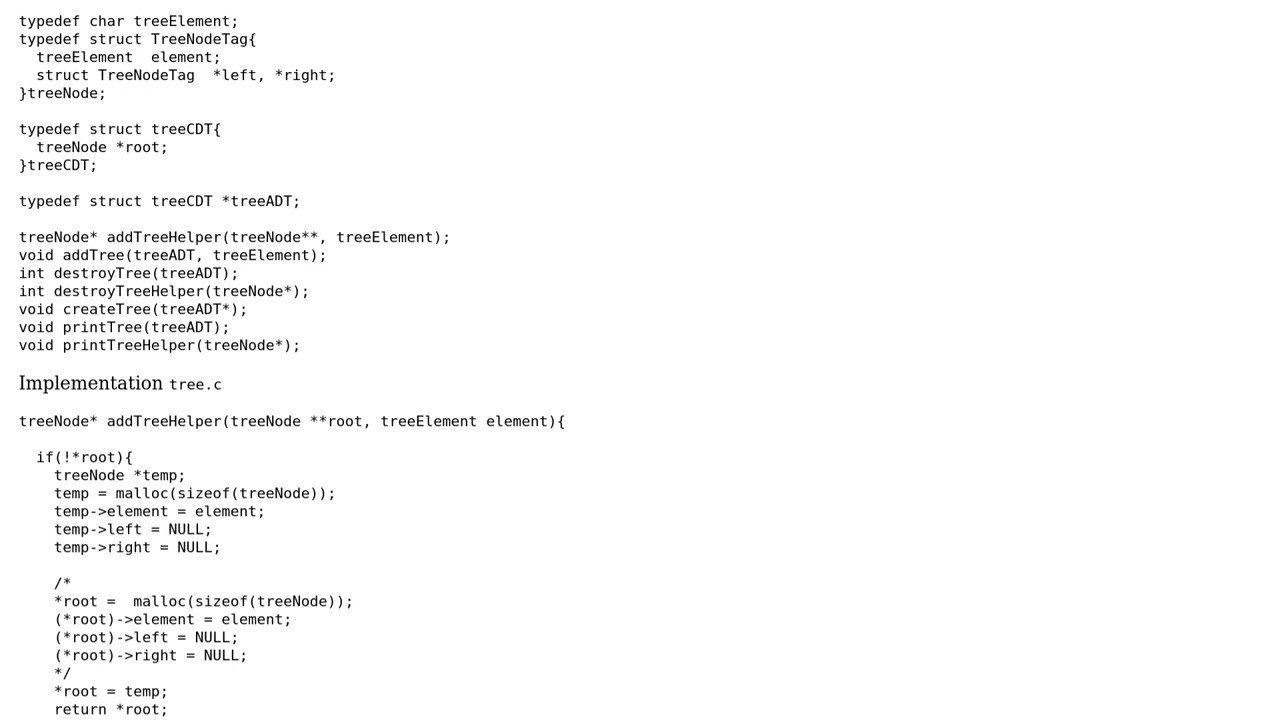 typedef char treeElement;
typedef struct TreeNodeTag{
  treeElement  element;
  struct TreeNodeTag  *left, *right;
}treeNode;

typedef struct treeCDT{
  treeNode *root;
}treeCDT;

typedef struct treeCDT *treeADT;

treeNode* addTreeHelper(treeNode**, treeElement);
void addTree(treeADT, treeElement);
int destroyTree(treeADT);
int destroyTreeHelper(treeNode*);
void createTree(treeADT*);
void printTree(treeADT);
void printTreeHelper(treeNode*);

Implementation tree.c

treeNode* addTreeHelper(treeNode **root, treeElement element){

  if(!*root){
    treeNode *temp;
    temp = malloc(sizeof(treeNode));
    temp->element = element;
    temp->left = NULL;
    temp->right = NULL;

    /*
    *root =  malloc(sizeof(treeNode));
    (*root)->element = element;
    (*root)->left = NULL;
    (*root)->right = NULL;
    */
    *root = temp;
    return *root;